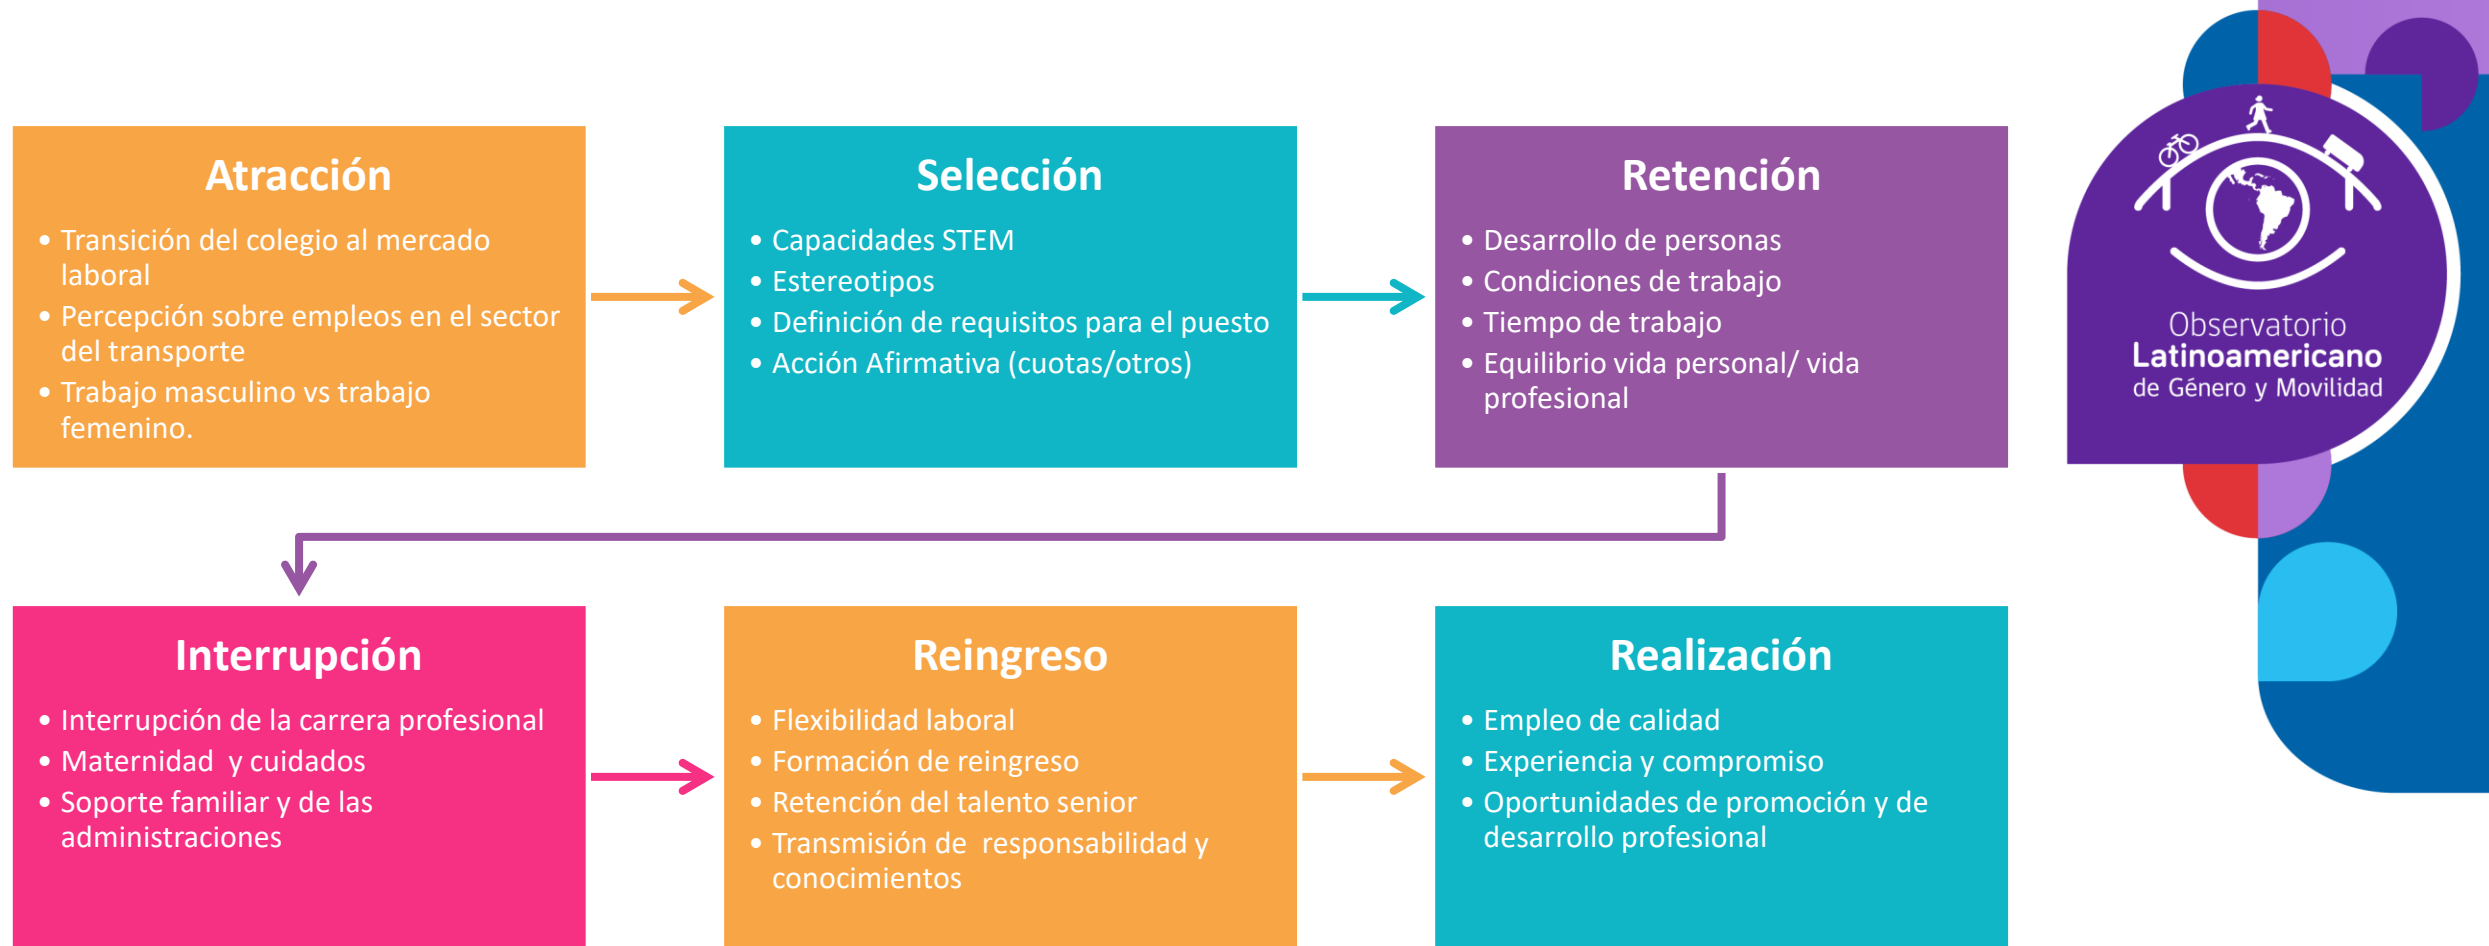 Atracción
• Transición del colegio al mercado
laboral
• Percepción sobre empleos en el sector
del transporte
• Trabajo masculino vs trabajo
femenino.
Selección
• Capacidades STEM
• Estereotipos
• Definición de requisitos para el puesto
• Acción Afirmativa (cuotas/otros)
Retención
• Desarrollo de personas
• Condiciones de trabajo
• Tiempo de trabajo
• Equilibrio vida personal/ vida
profesional
Observatorio
Latinoamericano
de Género y Movilidad
Interrupción
• Interrupción de la carrera profesional
• Maternidad  y cuidados
• Soporte familiar y de las
administraciones
Reingreso
• Flexibilidad laboral
• Formación de reingreso
• Retención del talento senior
• Transmisión de  responsabilidad y
conocimientos
Realización
• Empleo de calidad
• Experiencia y compromiso
• Oportunidades de promoción y de
desarrollo profesional